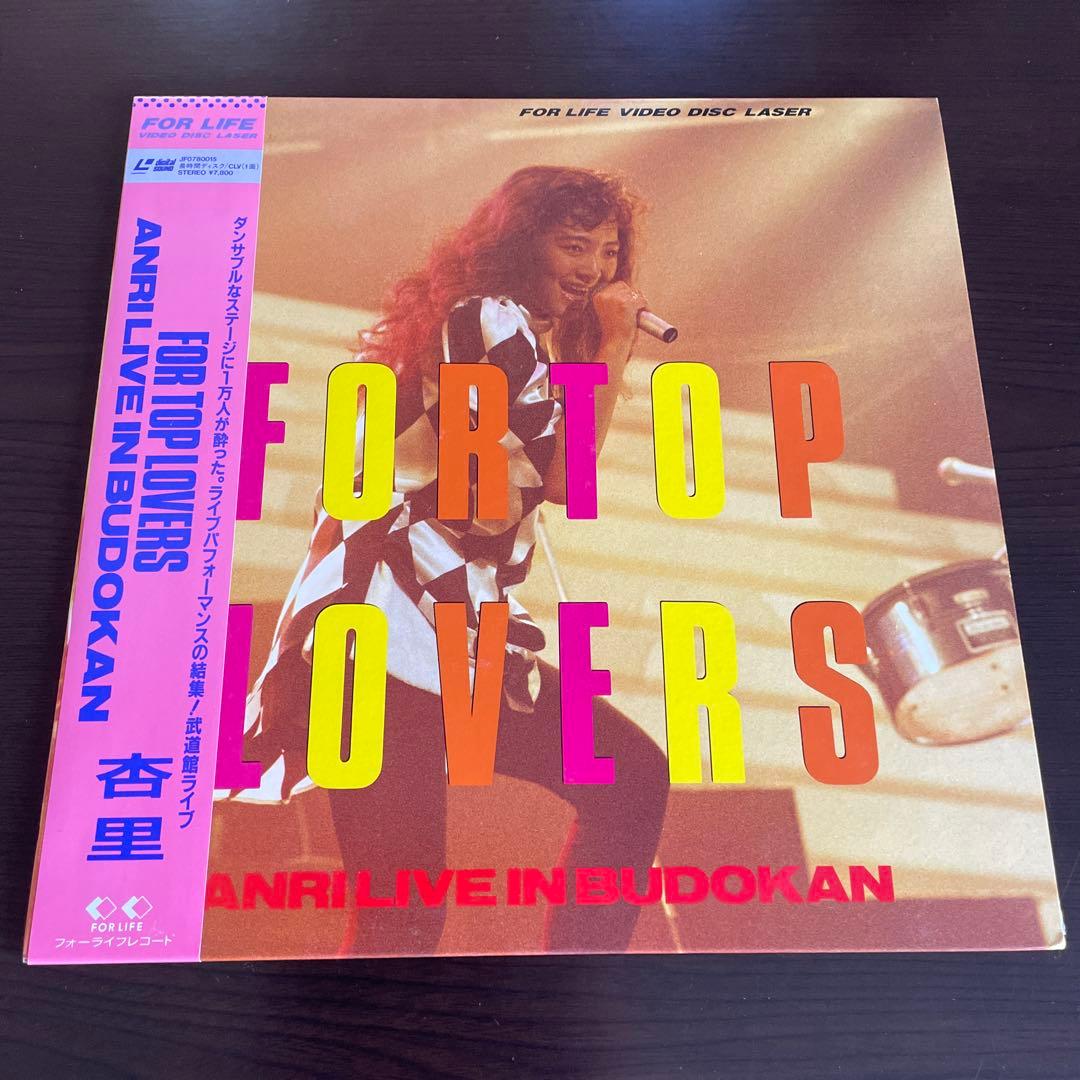 FOR LIFE
VIDEO DISC LASER
digital SOUND
JF078001S
長時間ディスク/CLV(1面)
STEREO ¥7,800
ダンサブルなステージに1万人が酔った。ライブパフォーマンスの結集!武道館ライブ
FOR TOP LOVERS
ANRI LIVE IN BUDOKAN
杏里
FOR LIFE
フォーライフレコード
FOR LIFE VIDEO DISC LASER
FOR TOP
LOVERS
ANRI LIVE IN BUDOKAN